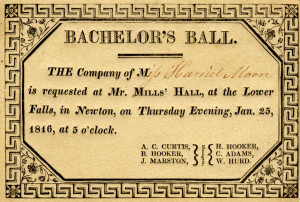 BACHELOR'S BALL.
THE Company of Miss Harriet Moon
is requested at Mr. MILLS' HALL, at the Lower
Falls, in Newton, on Thursday Evening, Jan. 25,
1816, at 5 o'clock.
A. C. CURTIS, H. HOOKER,
B. HOOKER, C. ADAMS,
J. MARSTON, W. HURD.